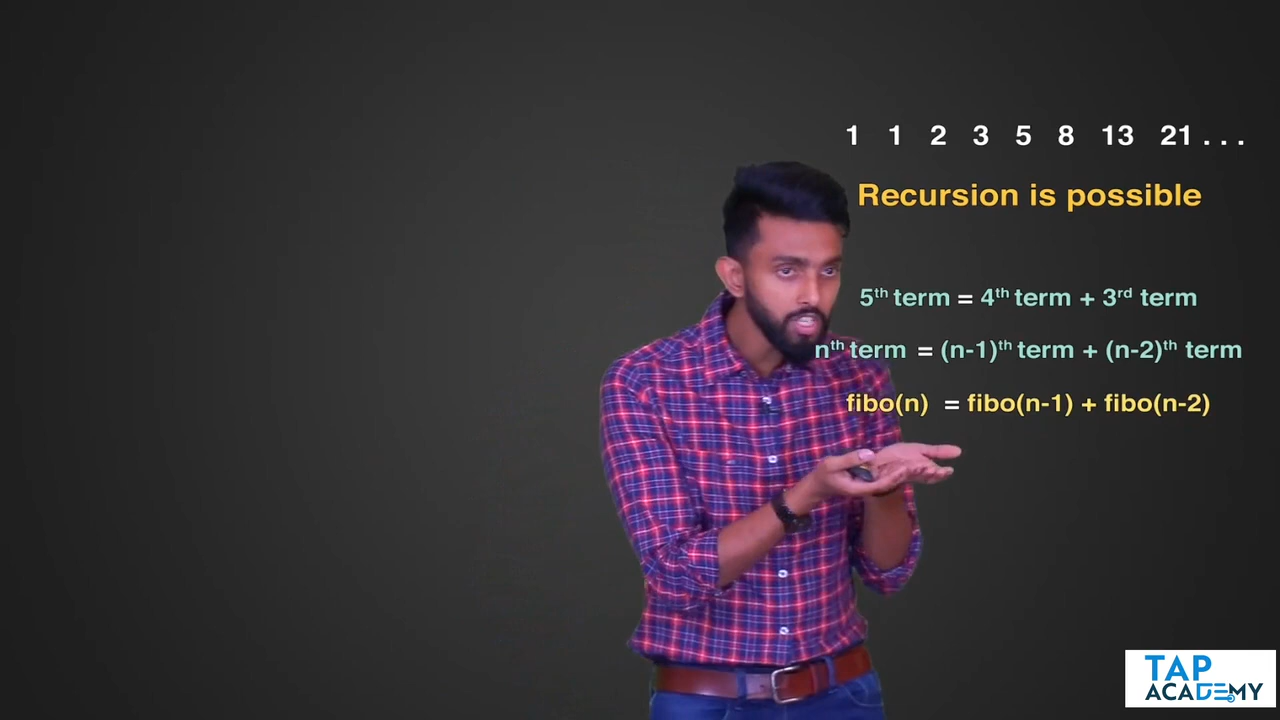 1 1 2 3 5 8 13 21 . . .
Recursion is possible
5th term = 4th term + 3rd term
nth term = (n-1)th term + (n-2)th term
fibo(n) = fibo(n-1) + fibo(n-2)
TAP
ACADEMY